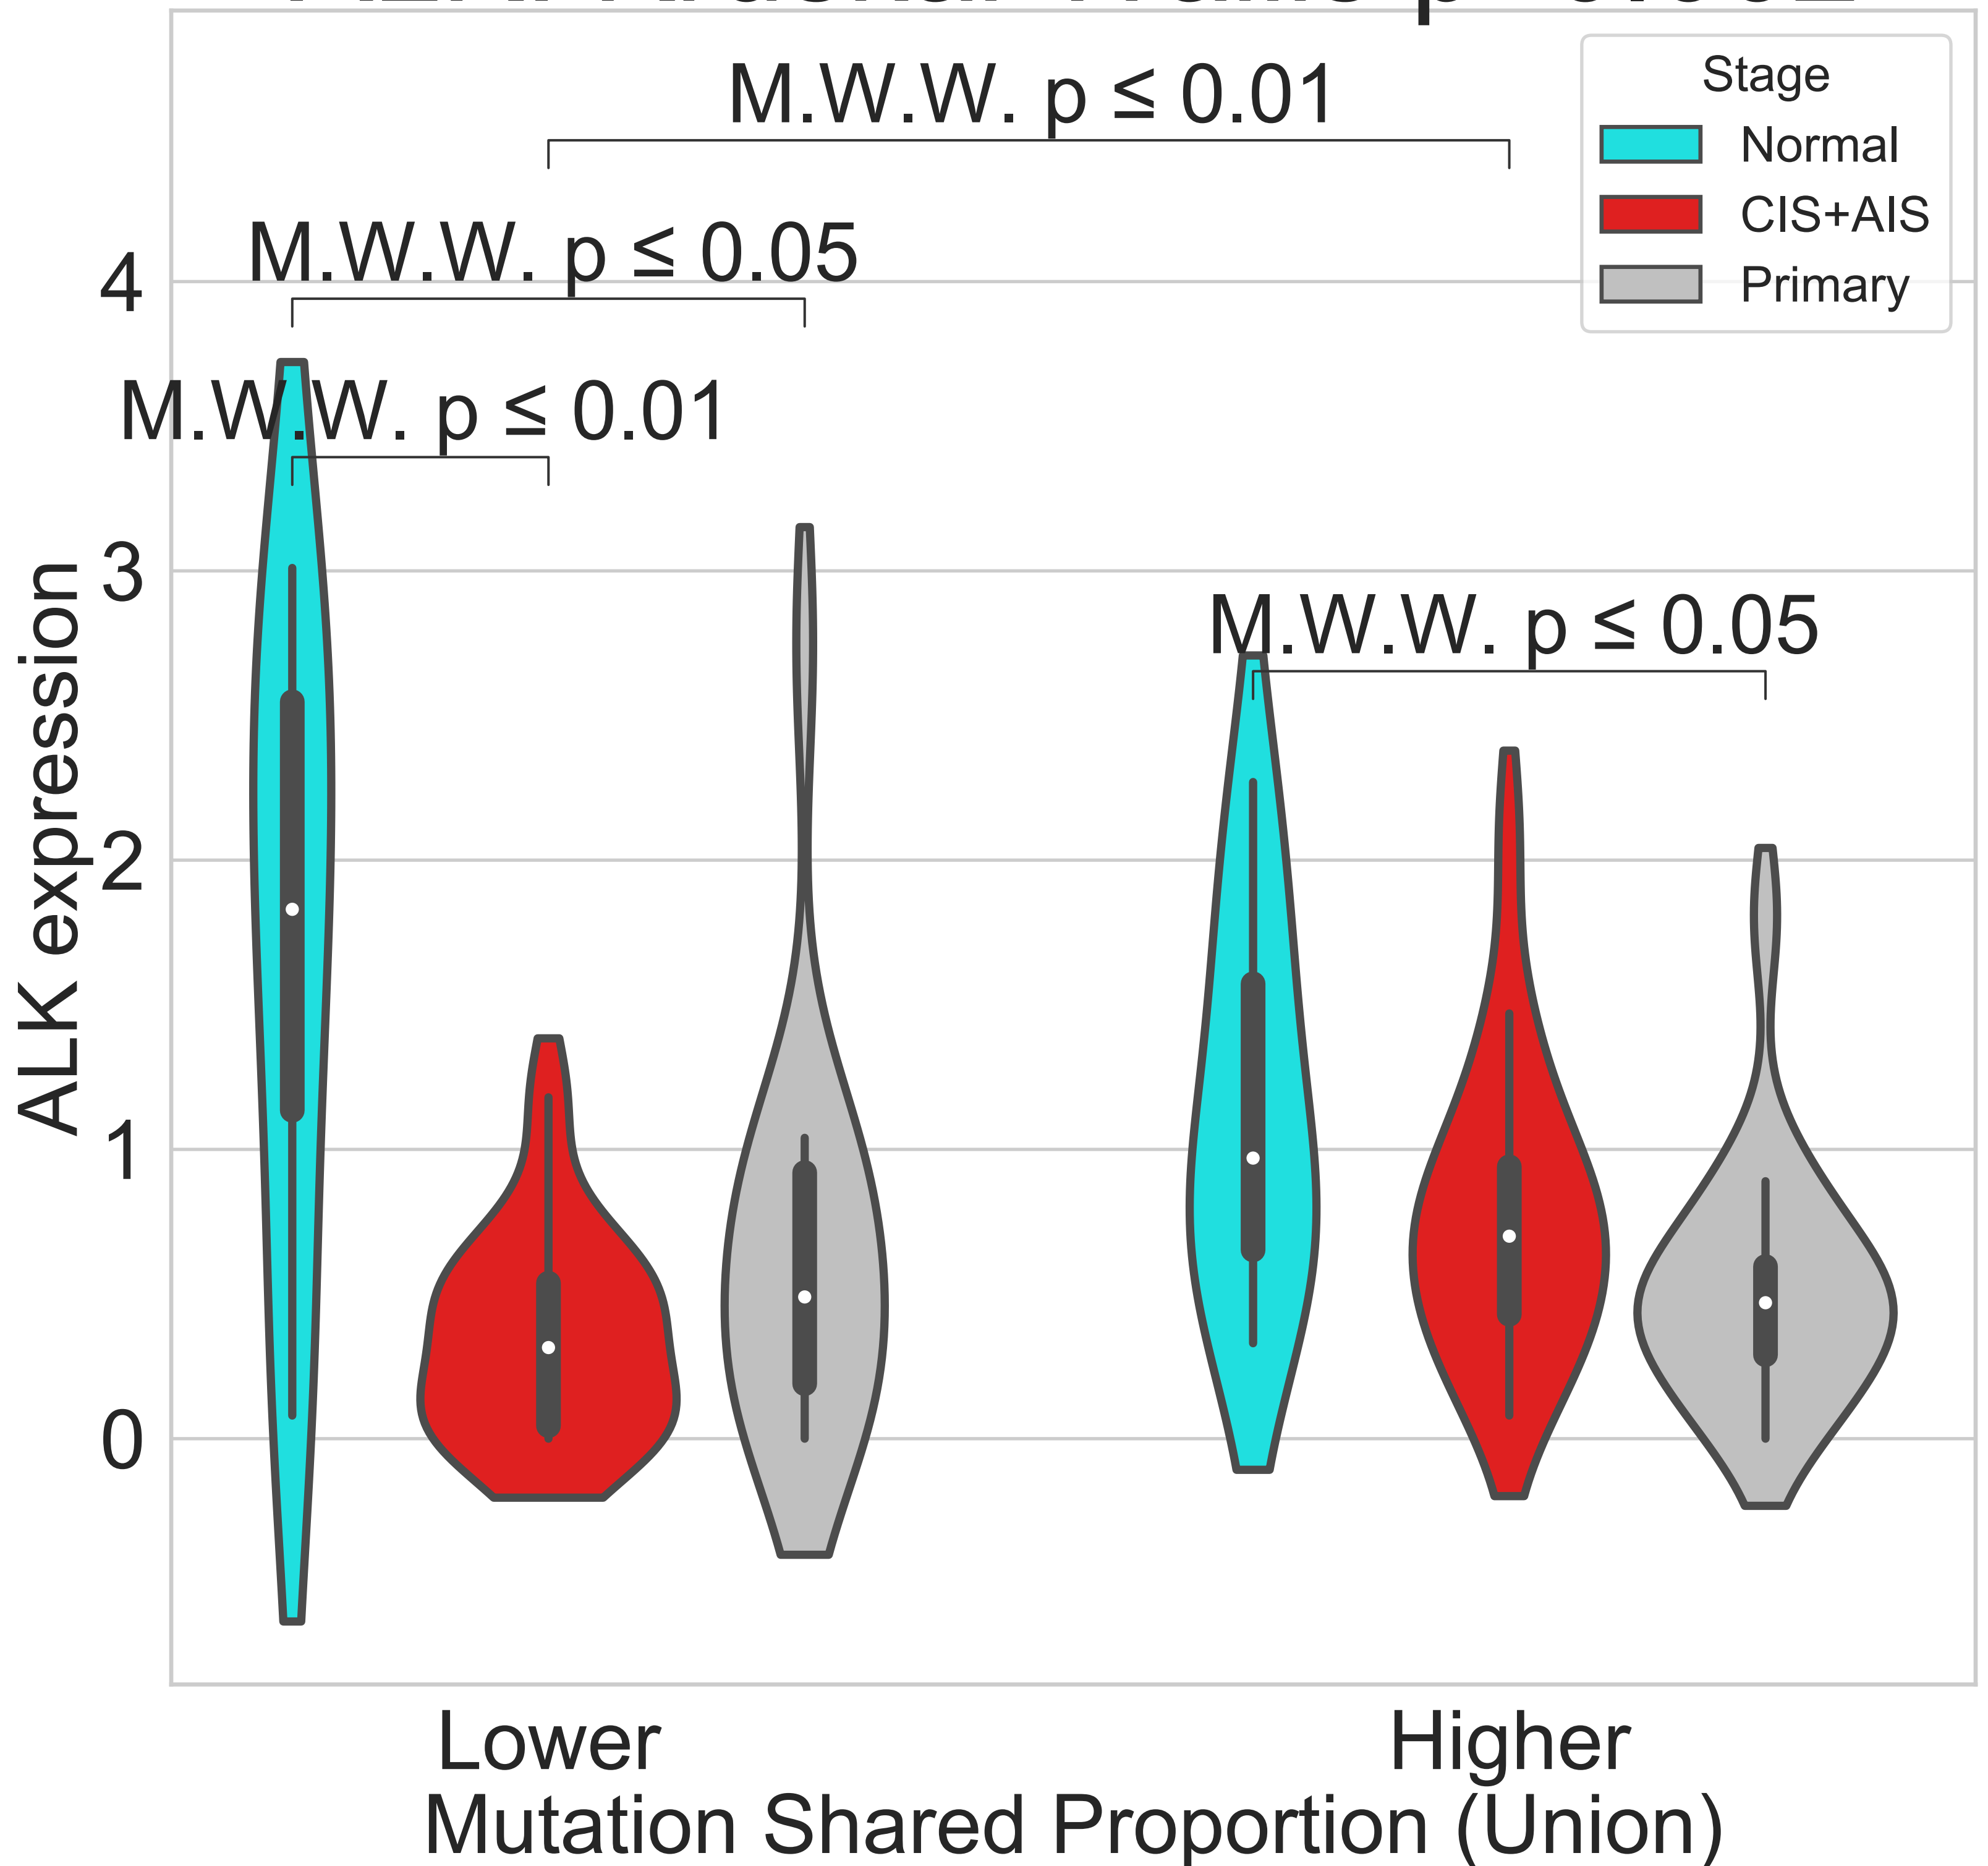 M.W.W. p ≤ 0.01
Stage
Normal
CIS+AIS
Primary
M.W.W. p ≤ 0.05
M.W.W. p ≤ 0.01
M.W.W. p ≤ 0.05
4
3
2
1
0
ALK expression
Lower
Higher
Mutation Shared Proportion (Union)